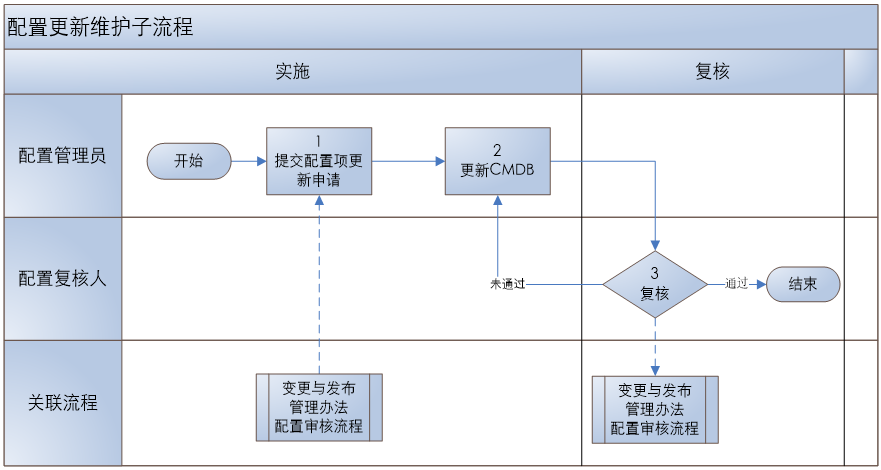 配置更新维护子流程
实施
复核
配置管理员
开始
1
提交配置项更
新申请
2
更新CMDB
配置复核人
未通过
3
复核
通过
结束
关联流程
变更与发布
管理办法
配置审核流程
变更与发布
管理办法
配置审核流程